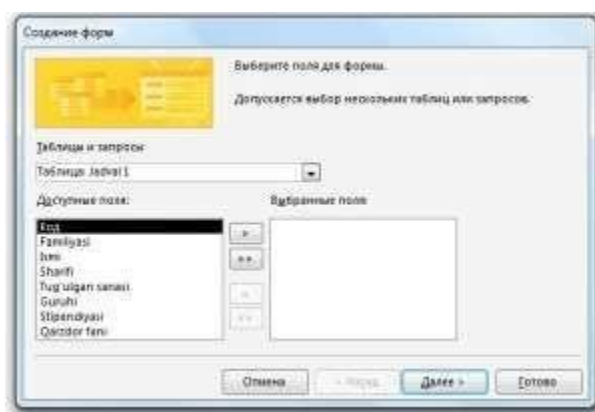 Создание форм
Выберите поля для формы.
Допускается выбор нескольких таблиц или запросов.
Таблицы и запросы
Таблица: Jadval1
Доступные поля:
Выбранные поля
Код
Familiyasi
Ismi
Sharifi
Tug'ulgan sanasi
Guruhi
Stipendiyasi
Qarzdor fani
>
>>
<
<<
Отмена
< Назад
Далее >
Готово